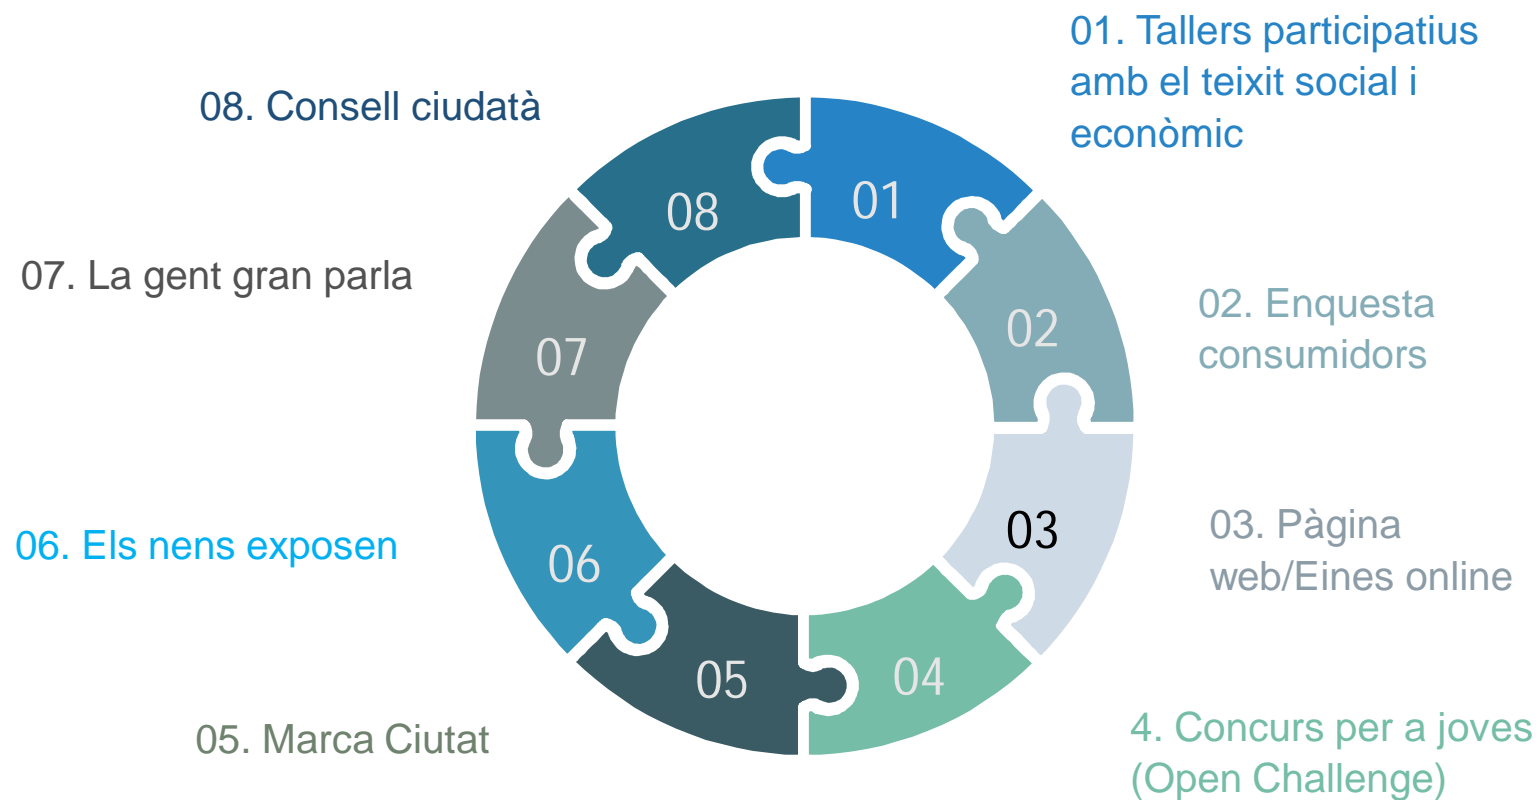 01. Tallers participatius
amb el teixit social i
econòmic
08. Consell ciudatà
01
08
07. La gent gran parla
02. Enquesta
consumidors
02
07
03. Pàgina
web/Eines online
03
06. Els nens exposen
06
05
04
05. Marca Ciutat
4. Concurs per a joves
(Open Challenge)